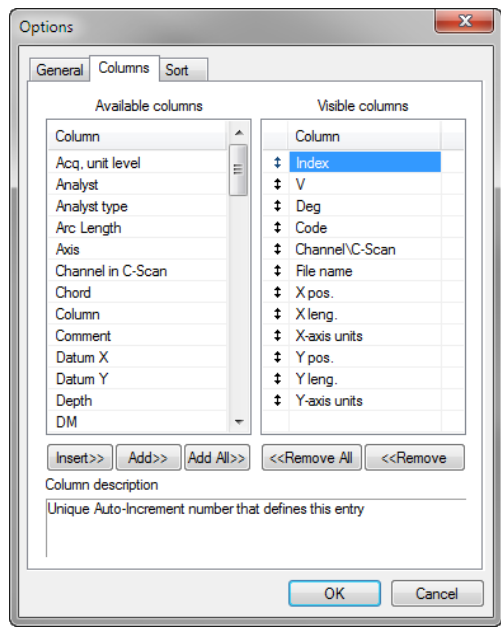 Options
General Columns Sort
Available columns
Column
Acq, unit level
Analyst
Analyst type
Arc Length
Axis
Channel in C-Scan
Chord
Column
Comment
Datum X
Datum Y
Depth
DM
Visible columns
Column
Index
V
Deg
Code
Channel\C-Scan
File name
X pos.
X leng.
X-axis units
Y pos.
Y leng.
Y-axis units
Insert>> Add>> Add All>> <<Remove All <<Remove
Column description
Unique Auto-Increment number that defines this entry
OK Cancel